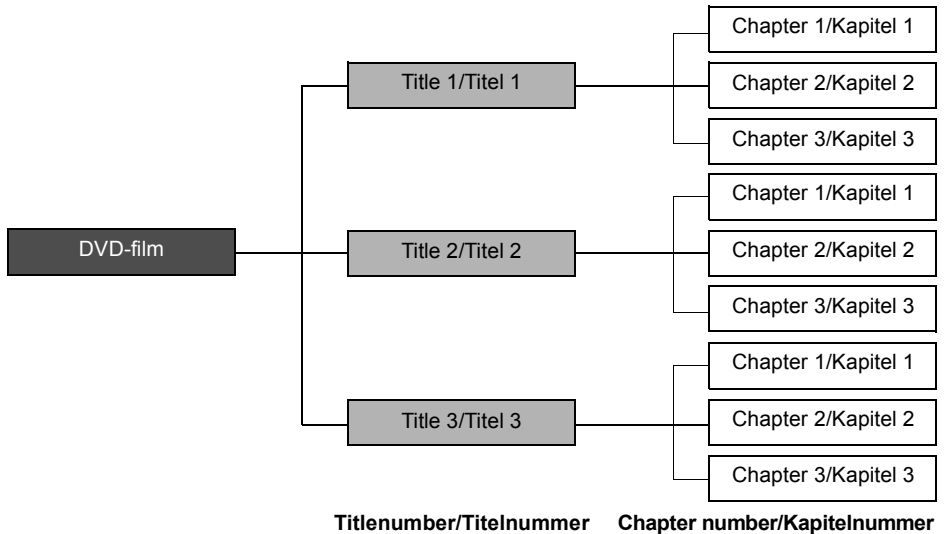 Chapter 1/Kapitel 1
Title 1/Titel 1
Chapter 2/Kapitel 2
Chapter 3/Kapitel 3
Chapter 1/Kapitel 1
DVD-film
Title 2/Titel 2
Chapter 2/Kapitel 2
Chapter 3/Kapitel 3
Chapter 1/Kapitel 1
Title 3/Titel 3
Chapter 2/Kapitel 2
Chapter 3/Kapitel 3
Titlenumber/Titelnummer
Chapter number/Kapitelnummer